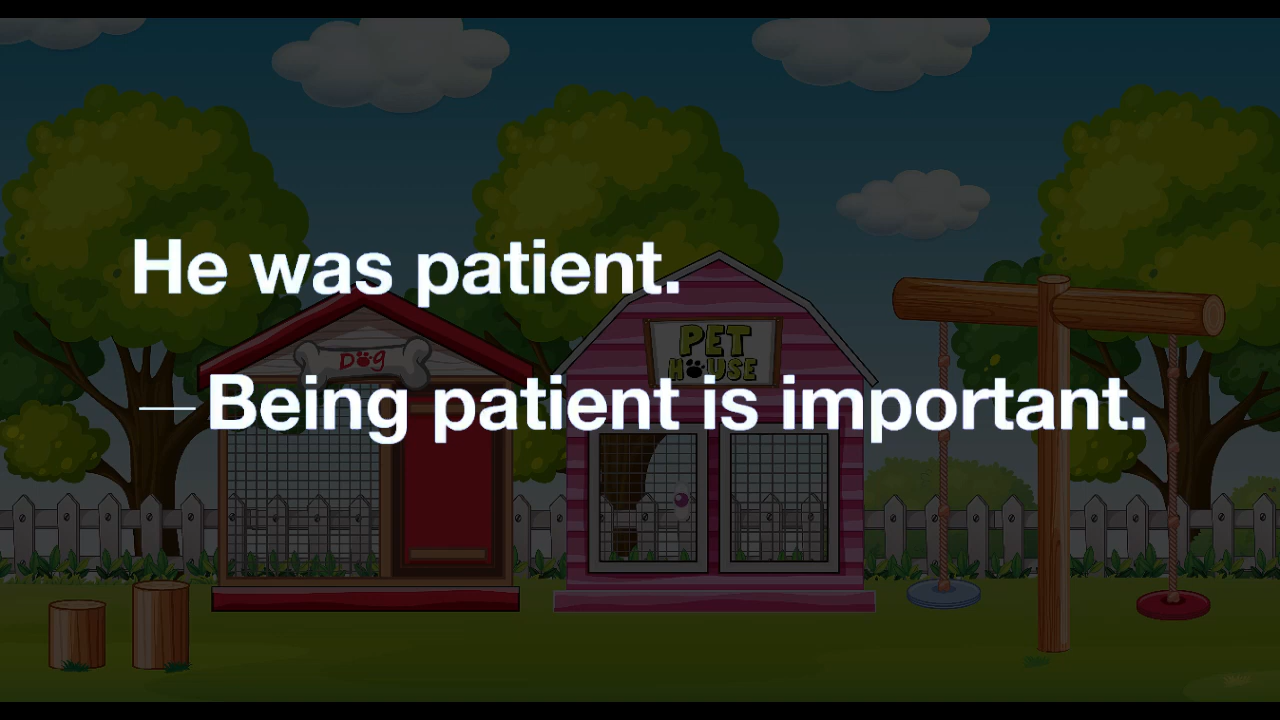 He was patient.
Dog
PET
HOUSE
—Being patient is important.